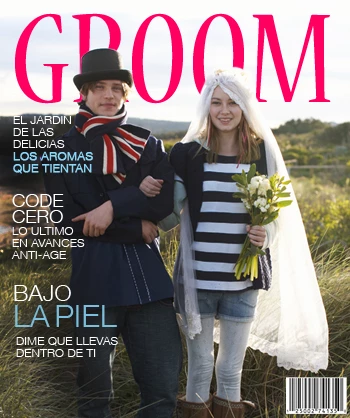 GROOM
EL JARDIN
DE LAS
DELICIAS
LOS AROMAS
QUE TIENTAN
CODE
CERO
LO ULTIMO
EN AVANCES
ANTI-AGE
BAJO
LA PIEL
DIME QUE LLEVAS
DENTRO DE TI